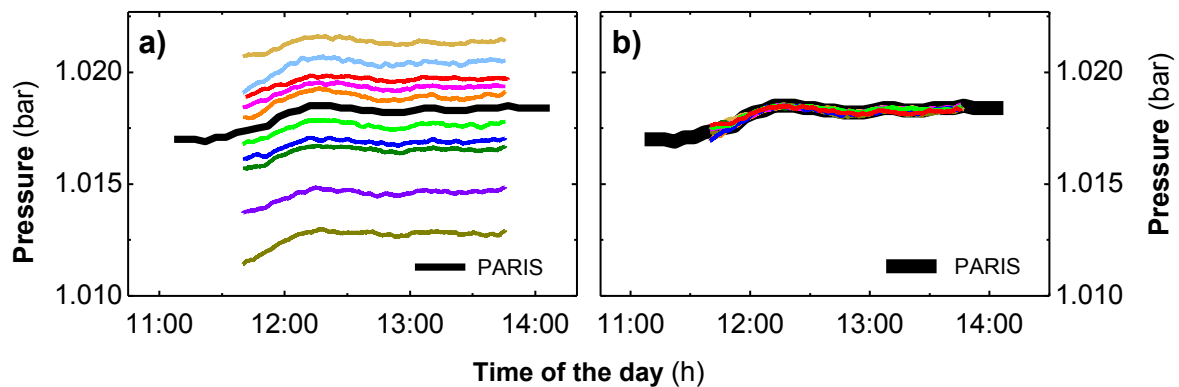 a)
b)
Pressure (bar)
1.020
1.015
1.010
PARIS
11:00 12:00 13:00 14:00
PARIS
11:00 12:00 13:00 14:00
1.020
1.015
1.010
Pressure (bar)
Time of the day (h)